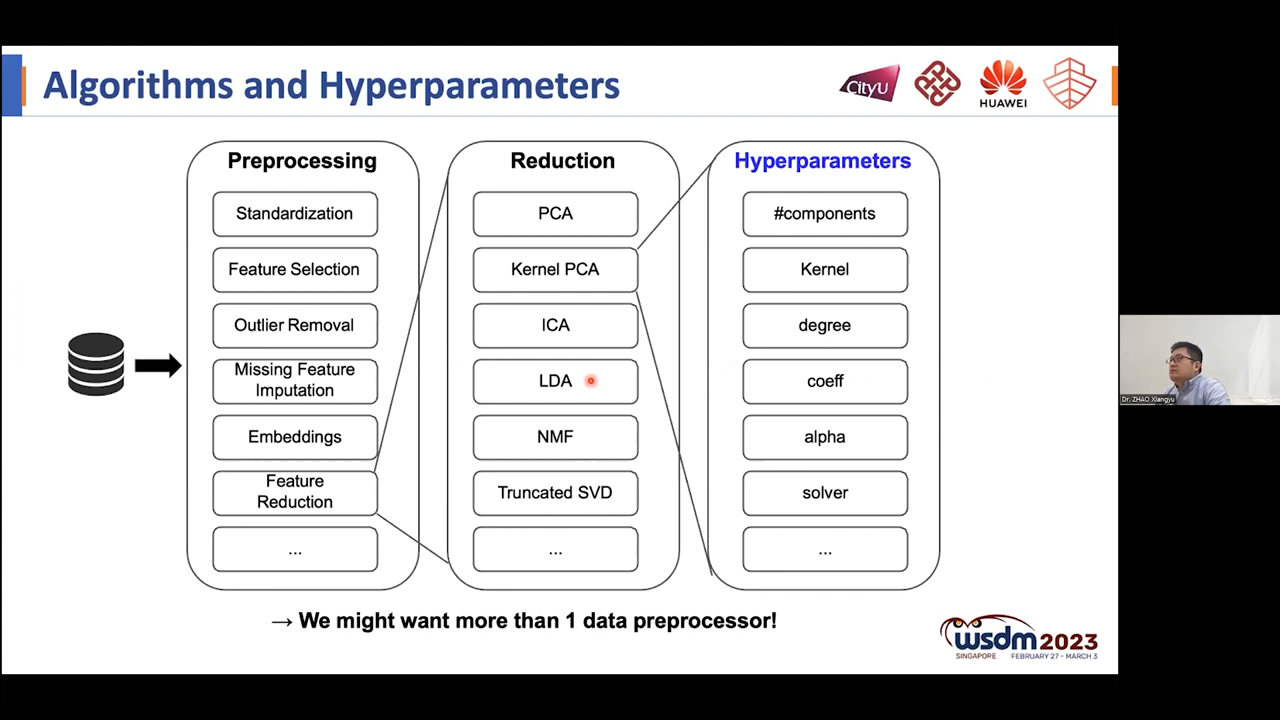 Algorithms and Hyperparameters
CityU
HUAWEI
Preprocessing
Standardization
Feature Selection
Outlier Removal
Missing Feature
Imputation
Embeddings
Feature
Reduction
...
Reduction
PCA
Kernel PCA
ICA
LDA
NMF
Truncated SVD
...
Hyperparameters
#components
Kernel
degree
coeff
alpha
solver
...
→ We might want more than 1 data preprocessor!
wsdm 2023
SINGAPORE FEBRUARY 27 - MARCH 3
Dr. ZHAO Xiangyu